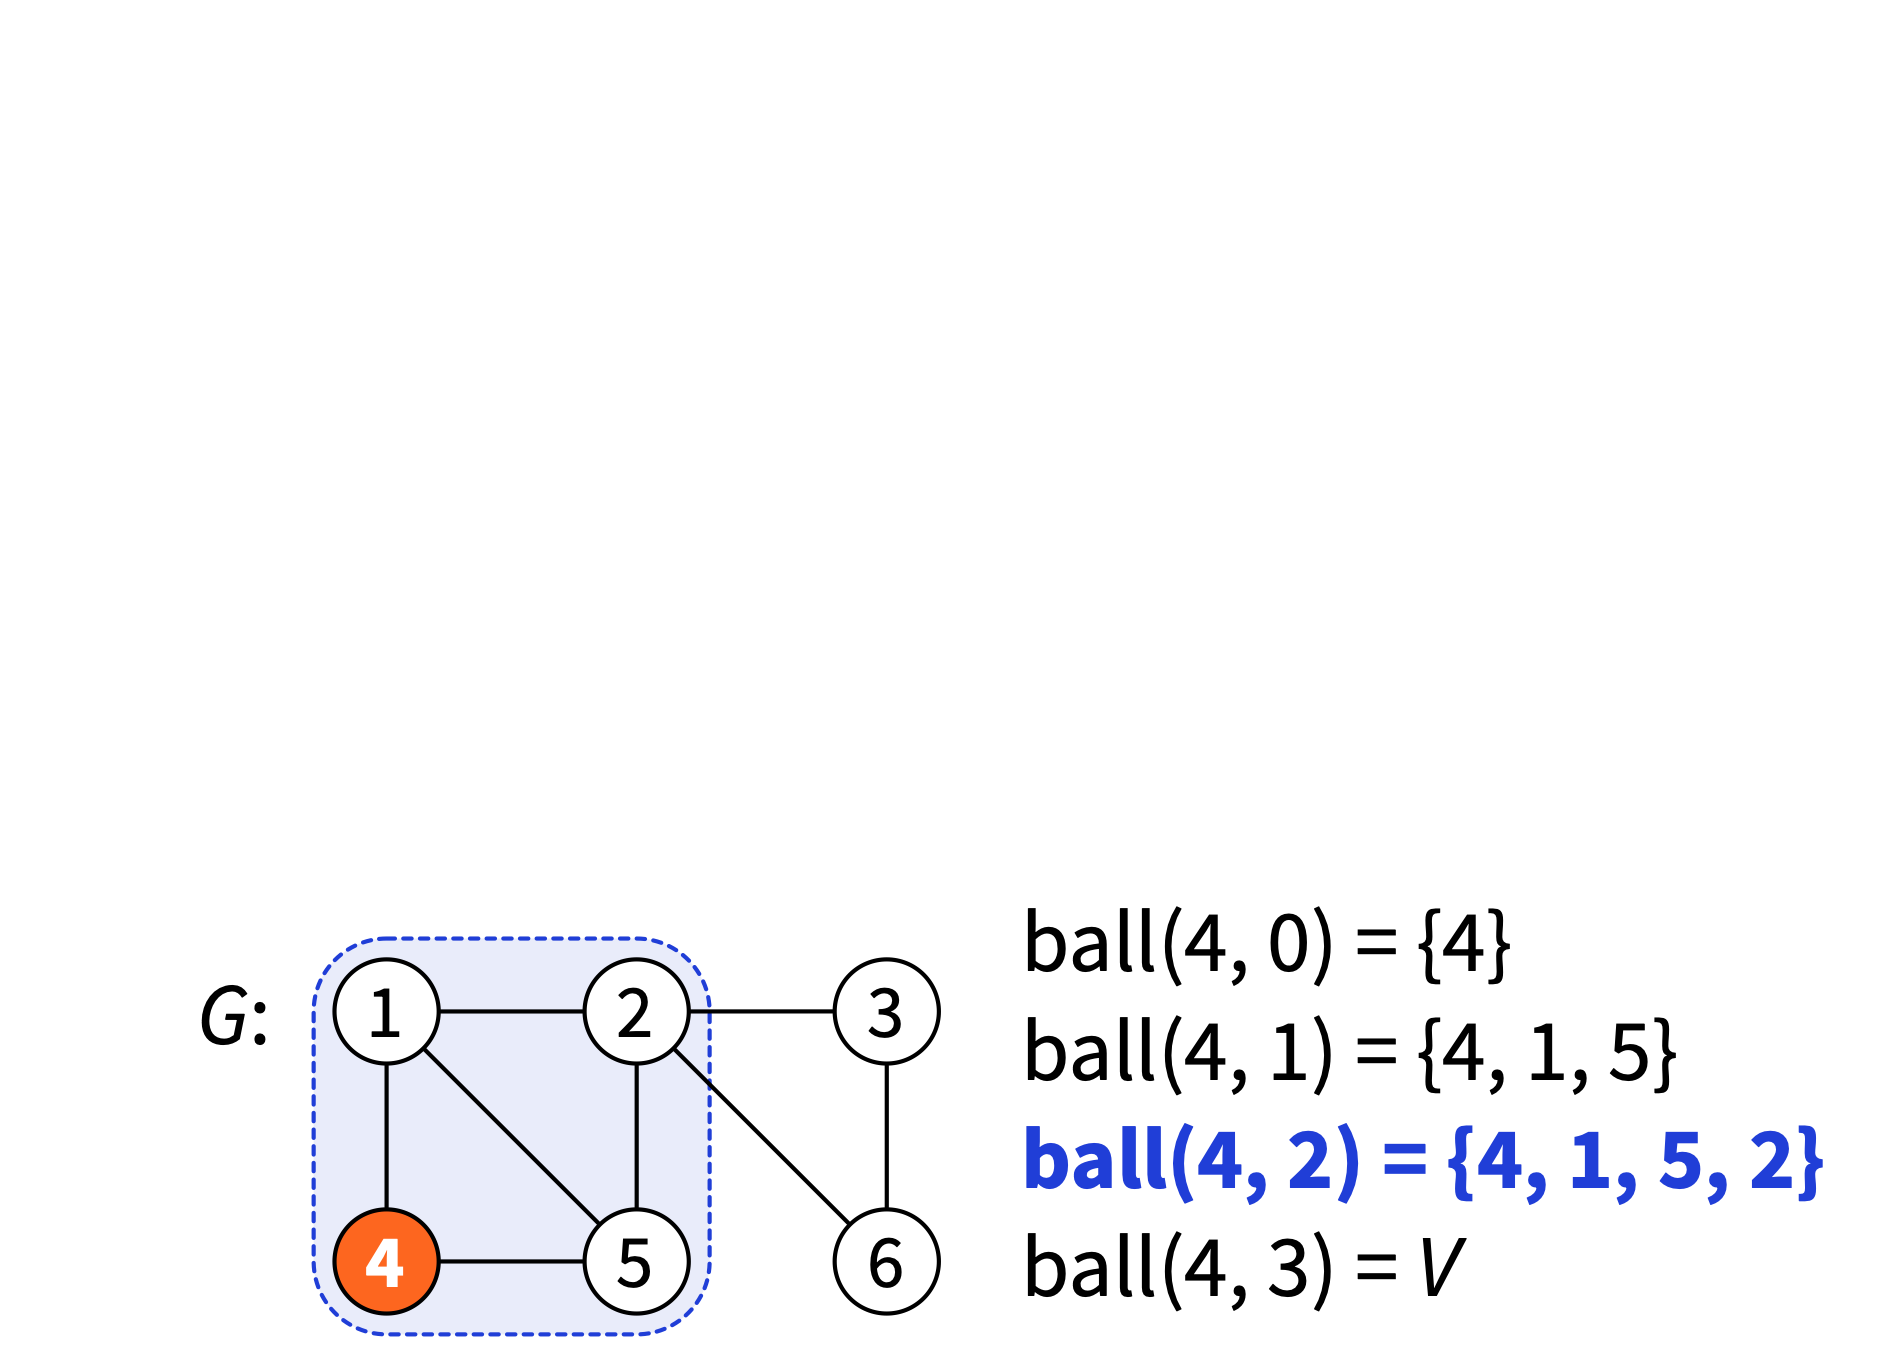 G:
1 2 3
4 5 6
ball(4, 0) = {4}
ball(4, 1) = {4, 1, 5}
ball(4, 2) = {4, 1, 5, 2}
ball(4, 3) = V